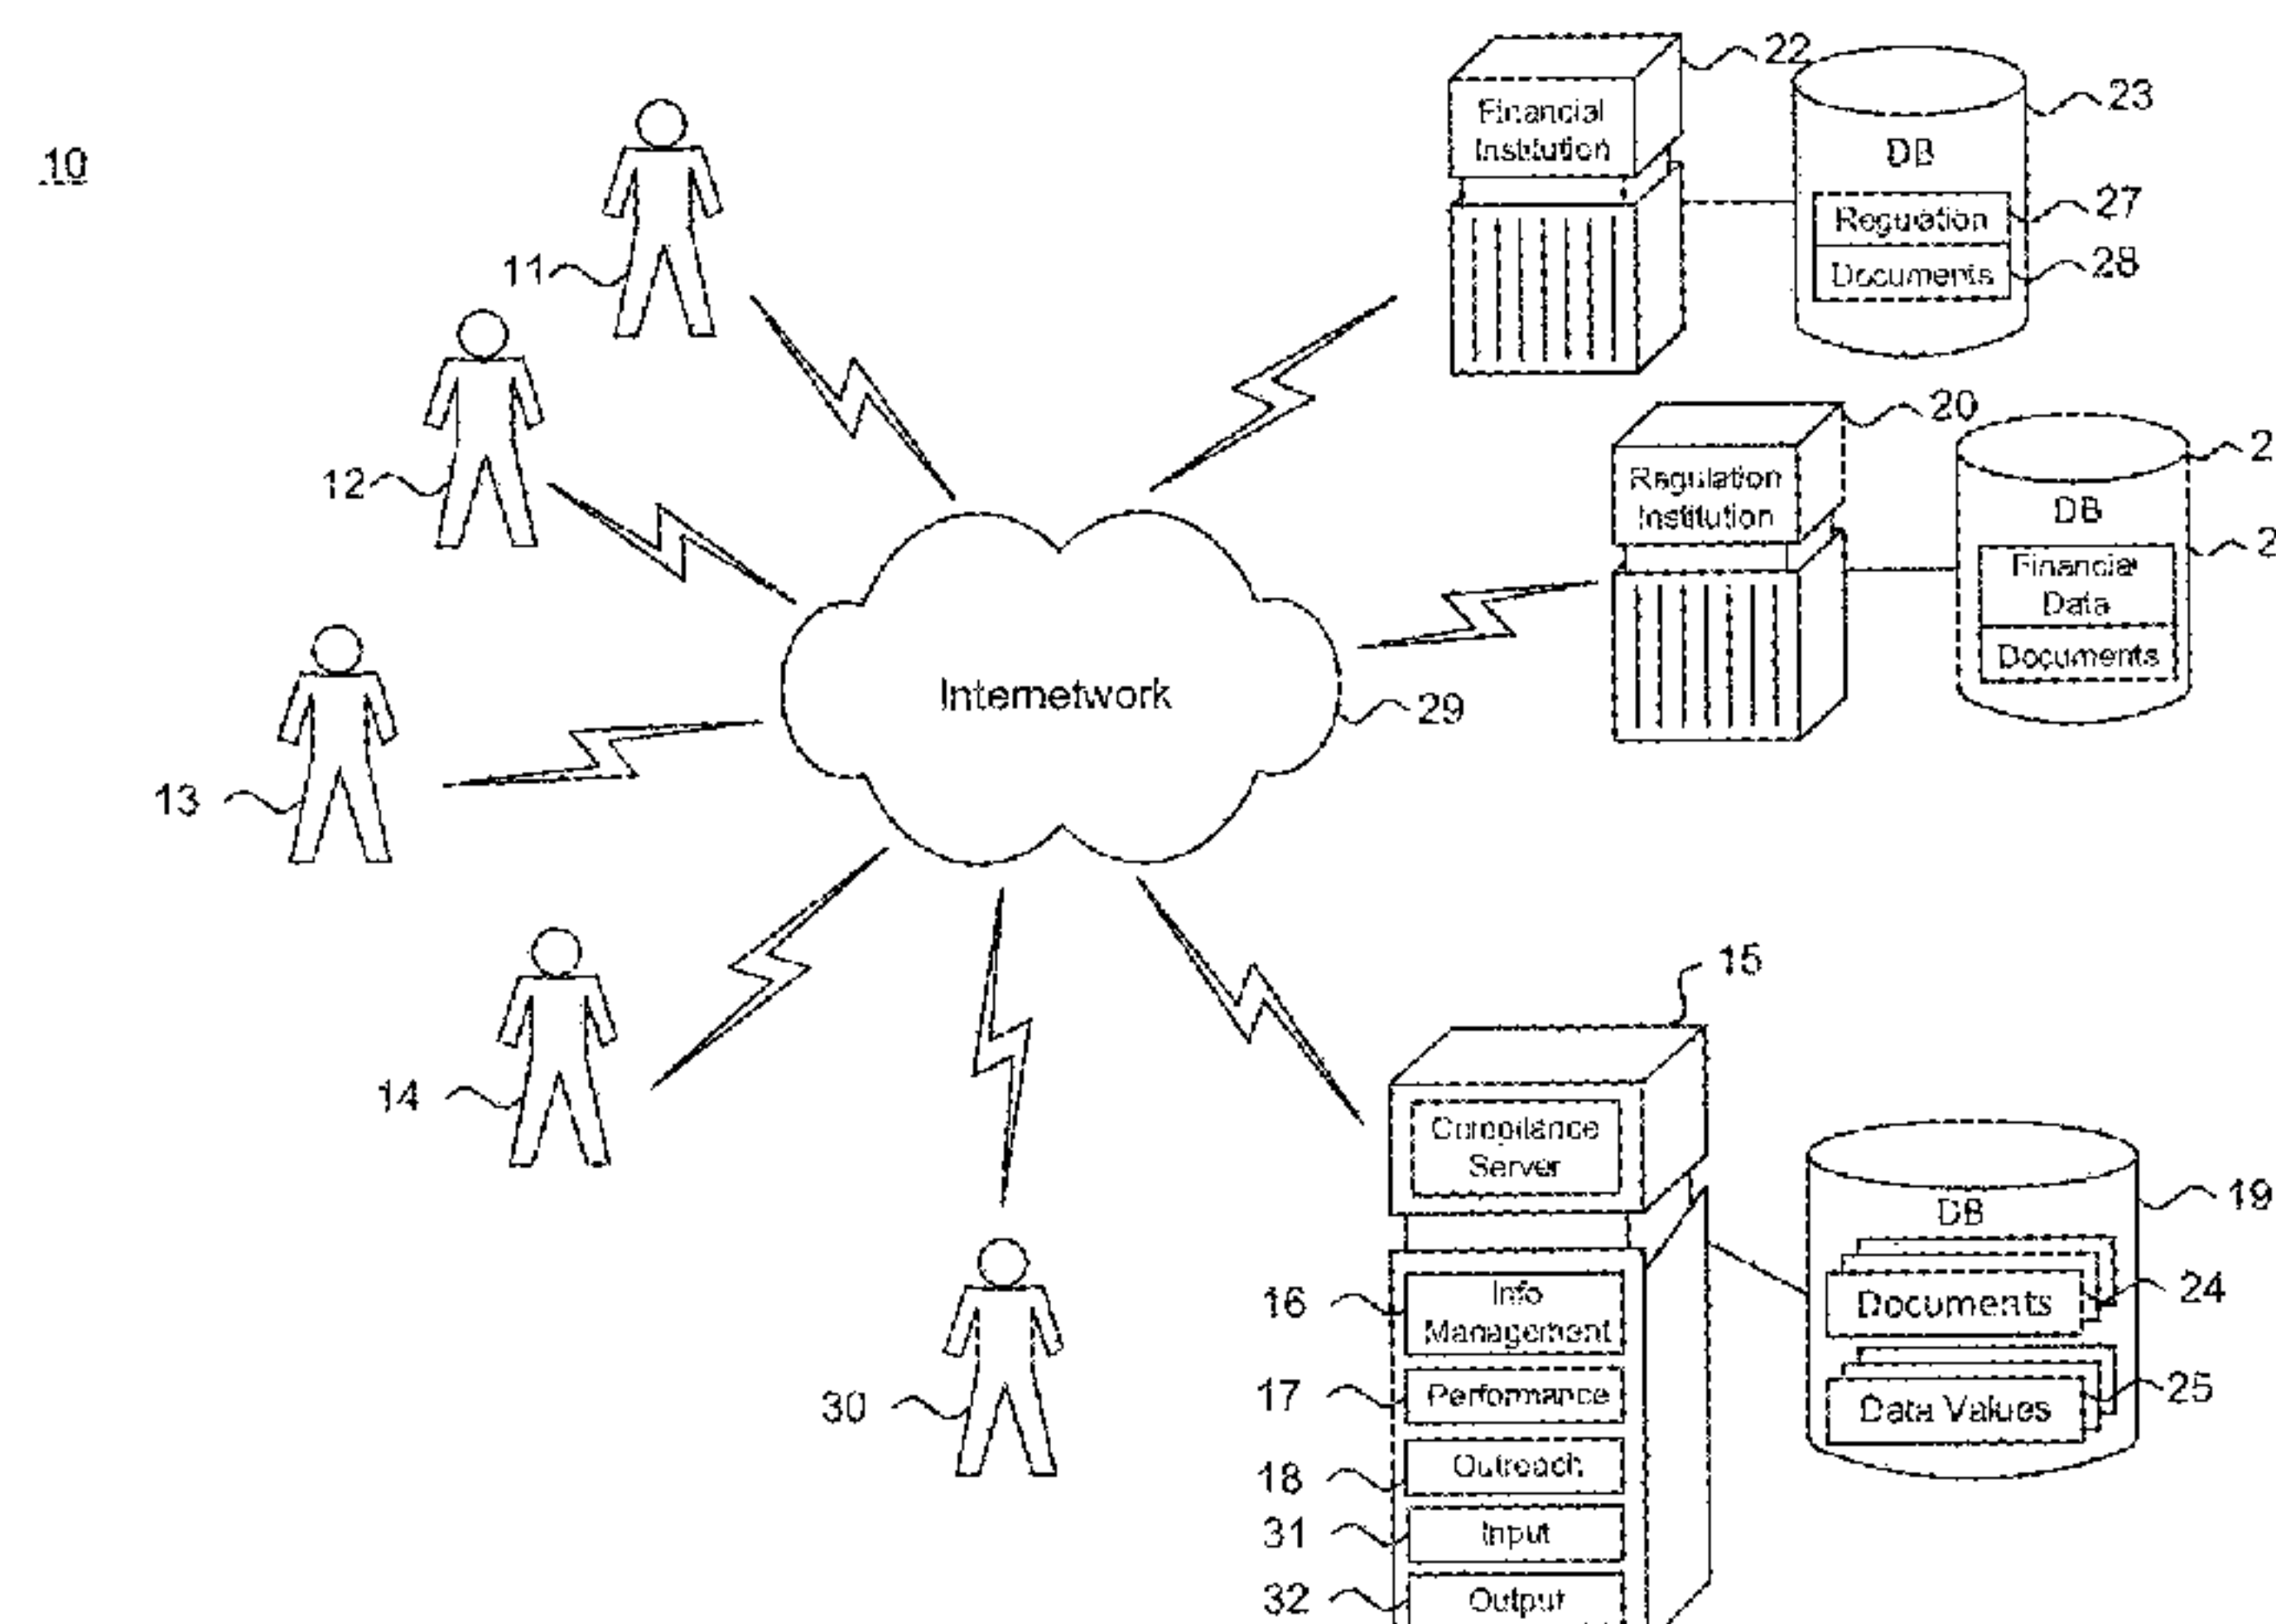 10
11
12
13
14
30
22
Financial
Institution
23
DB
Regulation
27
Documents
28
20
Regulation
Institution
2
DB
2
Financial
Data
Documents
Internetwork
29
15
Compliance
Server
16
Info
Management
17
Performance
18
Outreach
31
Input
32
Output
19
DB
Documents
24
Data Values
25